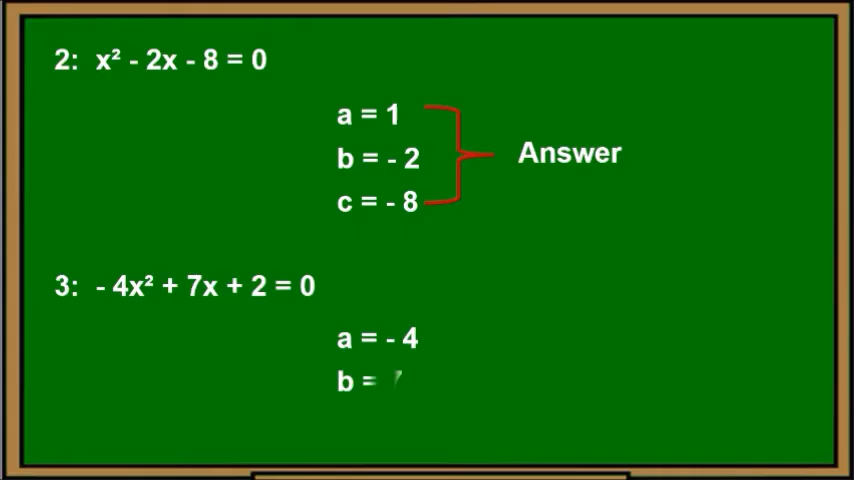 2: x² - 2x - 8 = 0
a = 1
b = - 2
c = - 8
Answer
3: - 4x² + 7x + 2 = 0
a = - 4
b =